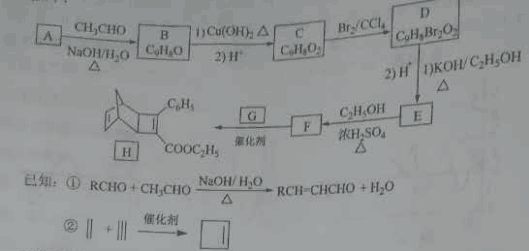 A CH₃CHO NaOH/H₂O △ B C₉H₈O 1)Cu(OH)₂ △ 2) H⁺ C C₉H₈O₂ Br₂/CCl₄ D C₉H₈Br₂O₂
2) H⁺ 1)KOH/ C₂H₅OH △
H C₆H₅ COOC₂H₅ G 催化剂 F C₂H₅OH 浓H₂SO₄ △ E
已知：① RCHO + CH₃CHO NaOH/ H₂O △ RCH=CHCHO + H₂O
② || + ||| 催化剂